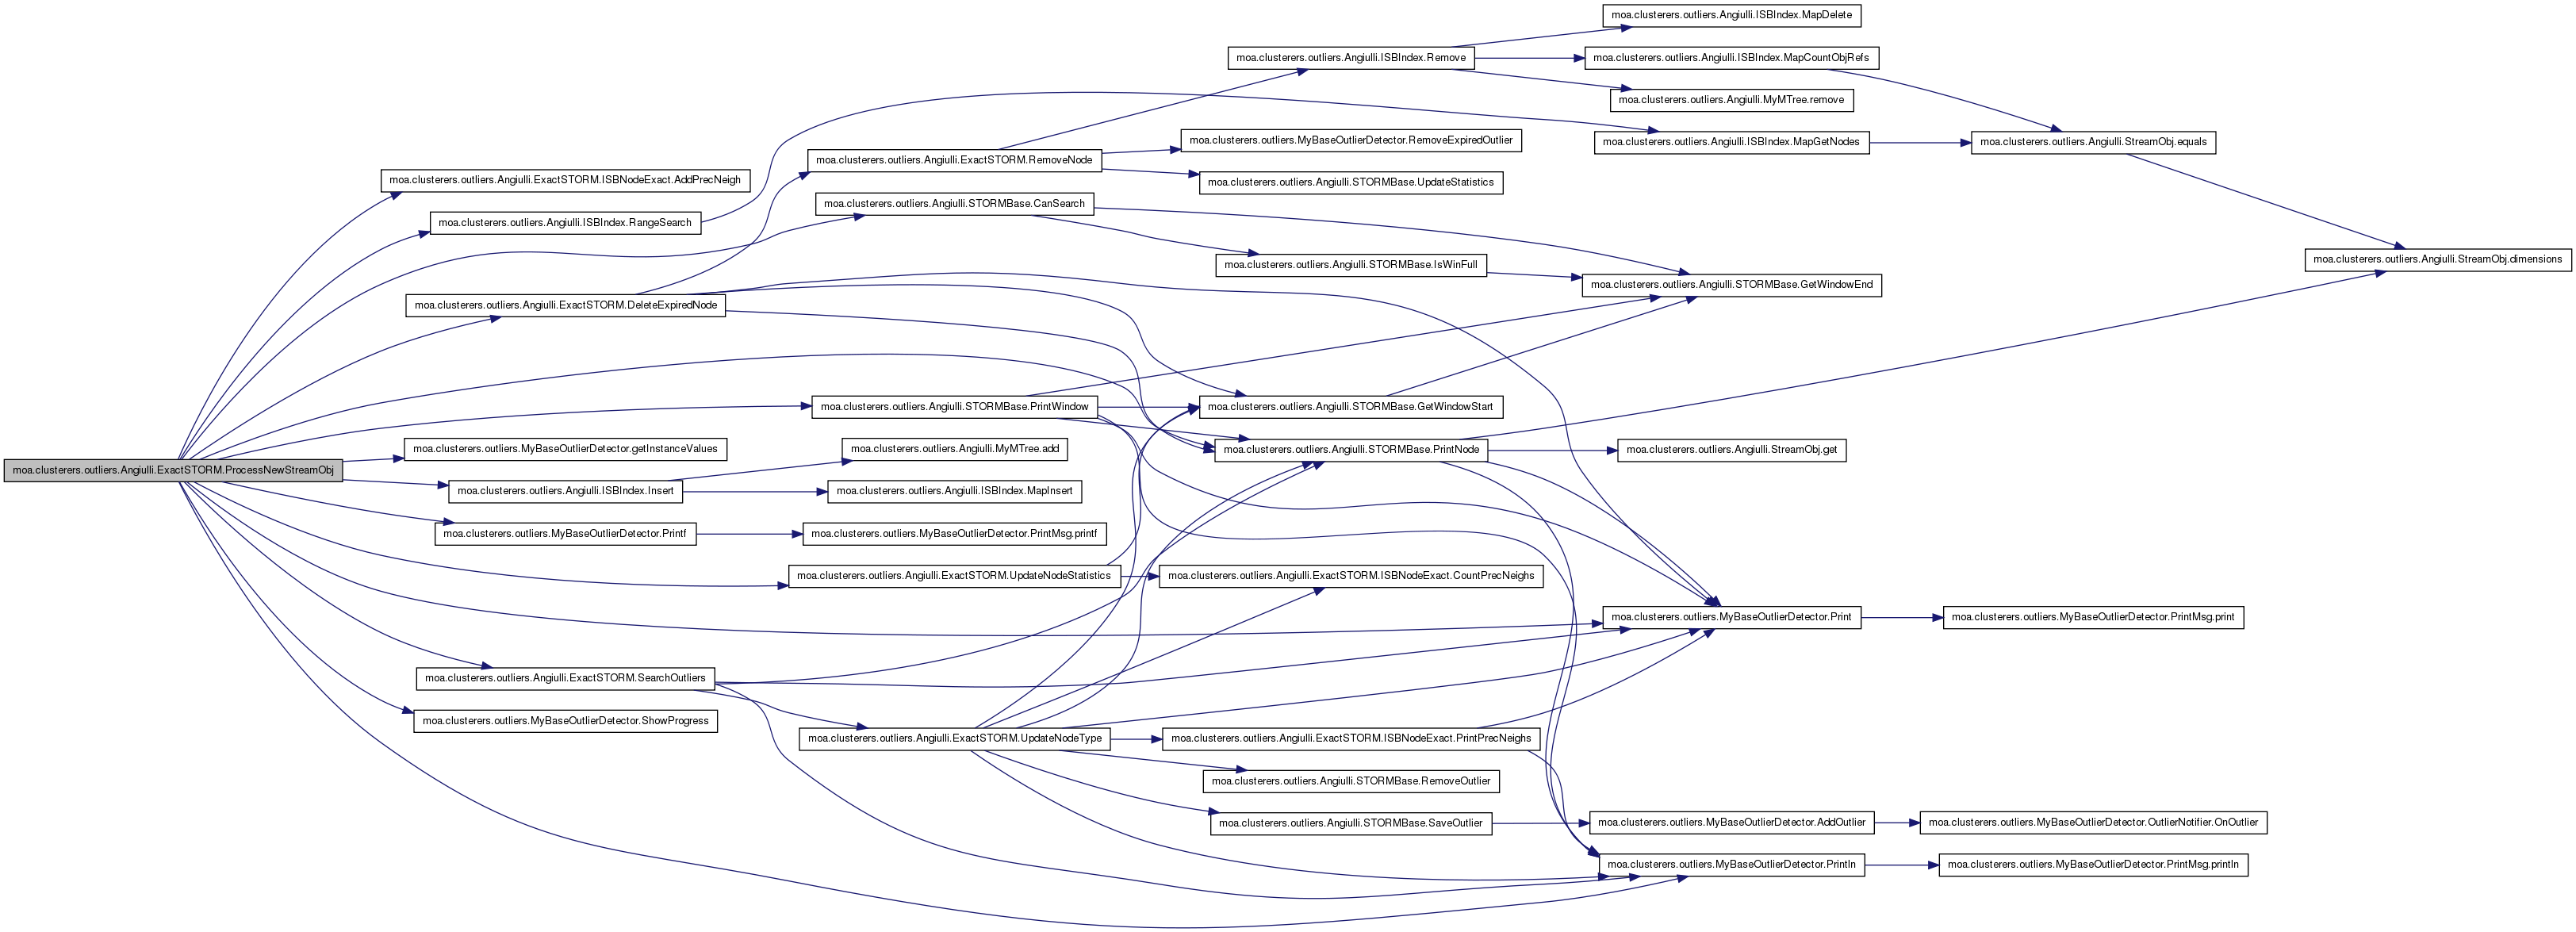 moa.clusterers.outliers.Angiulli.ISBIndex.MapDelete
moa.clusterers.outliers.Angiulli.ISBIndex.Remove
moa.clusterers.outliers.Angiulli.ISBIndex.MapCountObjRefs
moa.clusterers.outliers.Angiulli.MyMTree.remove
moa.clusterers.outliers.MyBaseOutlierDetector.RemoveExpiredOutlier
moa.clusterers.outliers.Angiulli.ISBIndex.MapGetNodes
moa.clusterers.outliers.Angiulli.StreamObj.equals
moa.clusterers.outliers.Angiulli.ExactSTORM.RemoveNode
moa.clusterers.outliers.Angiulli.ExactSTORM.ISBNodeExact.AddPrecNeigh
moa.clusterers.outliers.Angiulli.STORMBase.UpdateStatistics
moa.clusterers.outliers.Angiulli.STORMBase.CanSearch
moa.clusterers.outliers.Angiulli.ISBIndex.RangeSearch
moa.clusterers.outliers.Angiulli.STORMBase.IsWinFull
moa.clusterers.outliers.Angiulli.StreamObj.dimensions
moa.clusterers.outliers.Angiulli.STORMBase.GetWindowEnd
moa.clusterers.outliers.Angiulli.ExactSTORM.DeleteExpiredNode
moa.clusterers.outliers.Angiulli.STORMBase.PrintWindow
moa.clusterers.outliers.Angiulli.STORMBase.GetWindowStart
moa.clusterers.outliers.MyBaseOutlierDetector.getInstanceValues
moa.clusterers.outliers.Angiulli.MyMTree.add
moa.clusterers.outliers.Angiulli.STORMBase.PrintNode
moa.clusterers.outliers.Angiulli.StreamObj.get
moa.clusterers.outliers.Angiulli.ExactSTORM.ProcessNewStreamObj
moa.clusterers.outliers.Angiulli.ISBIndex.Insert
moa.clusterers.outliers.Angiulli.ISBIndex.MapInsert
moa.clusterers.outliers.MyBaseOutlierDetector.Printf
moa.clusterers.outliers.MyBaseOutlierDetector.PrintMsg.printf
moa.clusterers.outliers.Angiulli.ExactSTORM.UpdateNodeStatistics
moa.clusterers.outliers.Angiulli.ExactSTORM.ISBNodeExact.CountPrecNeighs
moa.clusterers.outliers.MyBaseOutlierDetector.Print
moa.clusterers.outliers.MyBaseOutlierDetector.PrintMsg.print
moa.clusterers.outliers.Angiulli.ExactSTORM.SearchOutliers
moa.clusterers.outliers.MyBaseOutlierDetector.ShowProgress
moa.clusterers.outliers.Angiulli.ExactSTORM.UpdateNodeType
moa.clusterers.outliers.Angiulli.ExactSTORM.ISBNodeExact.PrintPrecNeighs
moa.clusterers.outliers.Angiulli.STORMBase.RemoveOutlier
moa.clusterers.outliers.Angiulli.STORMBase.SaveOutlier
moa.clusterers.outliers.MyBaseOutlierDetector.AddOutlier
moa.clusterers.outliers.MyBaseOutlierDetector.OutlierNotifier.OnOutlier
moa.clusterers.outliers.MyBaseOutlierDetector.Println
moa.clusterers.outliers.MyBaseOutlierDetector.PrintMsg.println